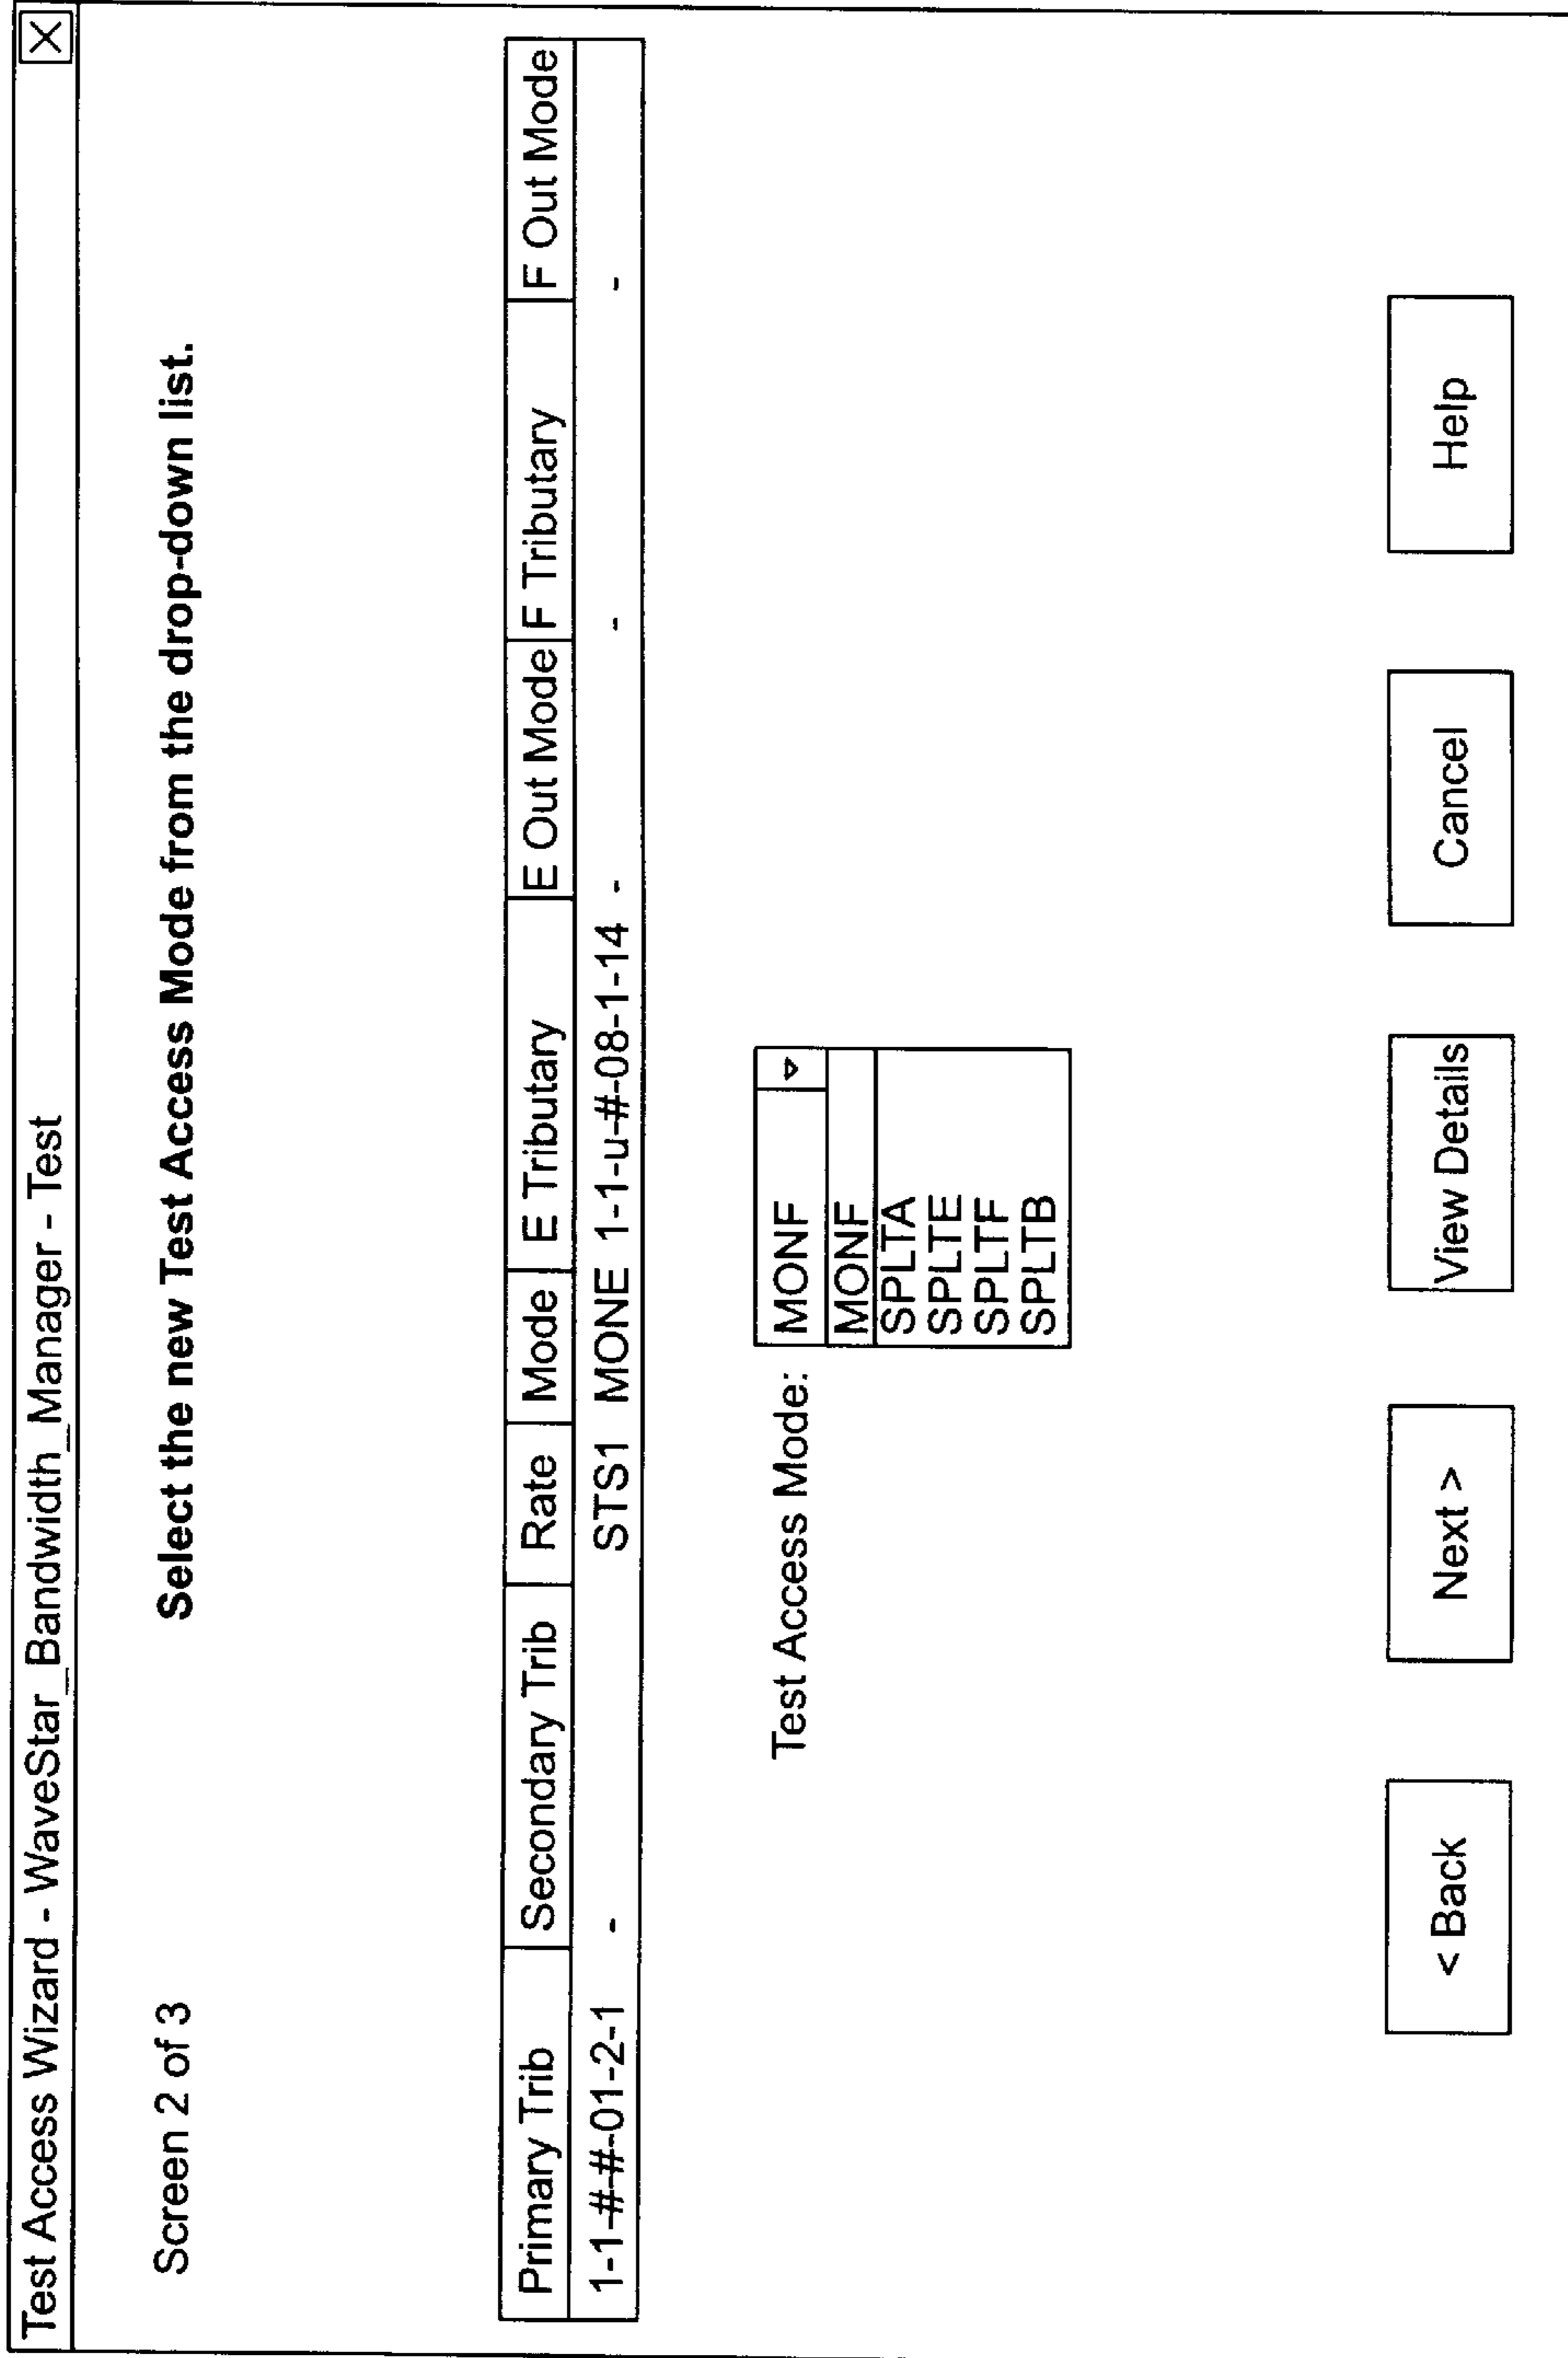 Test Access Wizard - WaveStar_Bandwidth_Manager - Test
Screen 2 of 3
Select the new Test Access Mode from the drop-down list.
Primary Trib Secondary Trib Rate Mode E Tributary E Out Mode F Tributary F Out Mode
1-1-#-#-01-2-1 - STS1 MONE 1-1-u-#-08-1-14 - - -
Test Access Mode: MONF
MONF
SPLTA
SPLTE
SPLTF
SPLTB
< Back Next > View Details Cancel Help